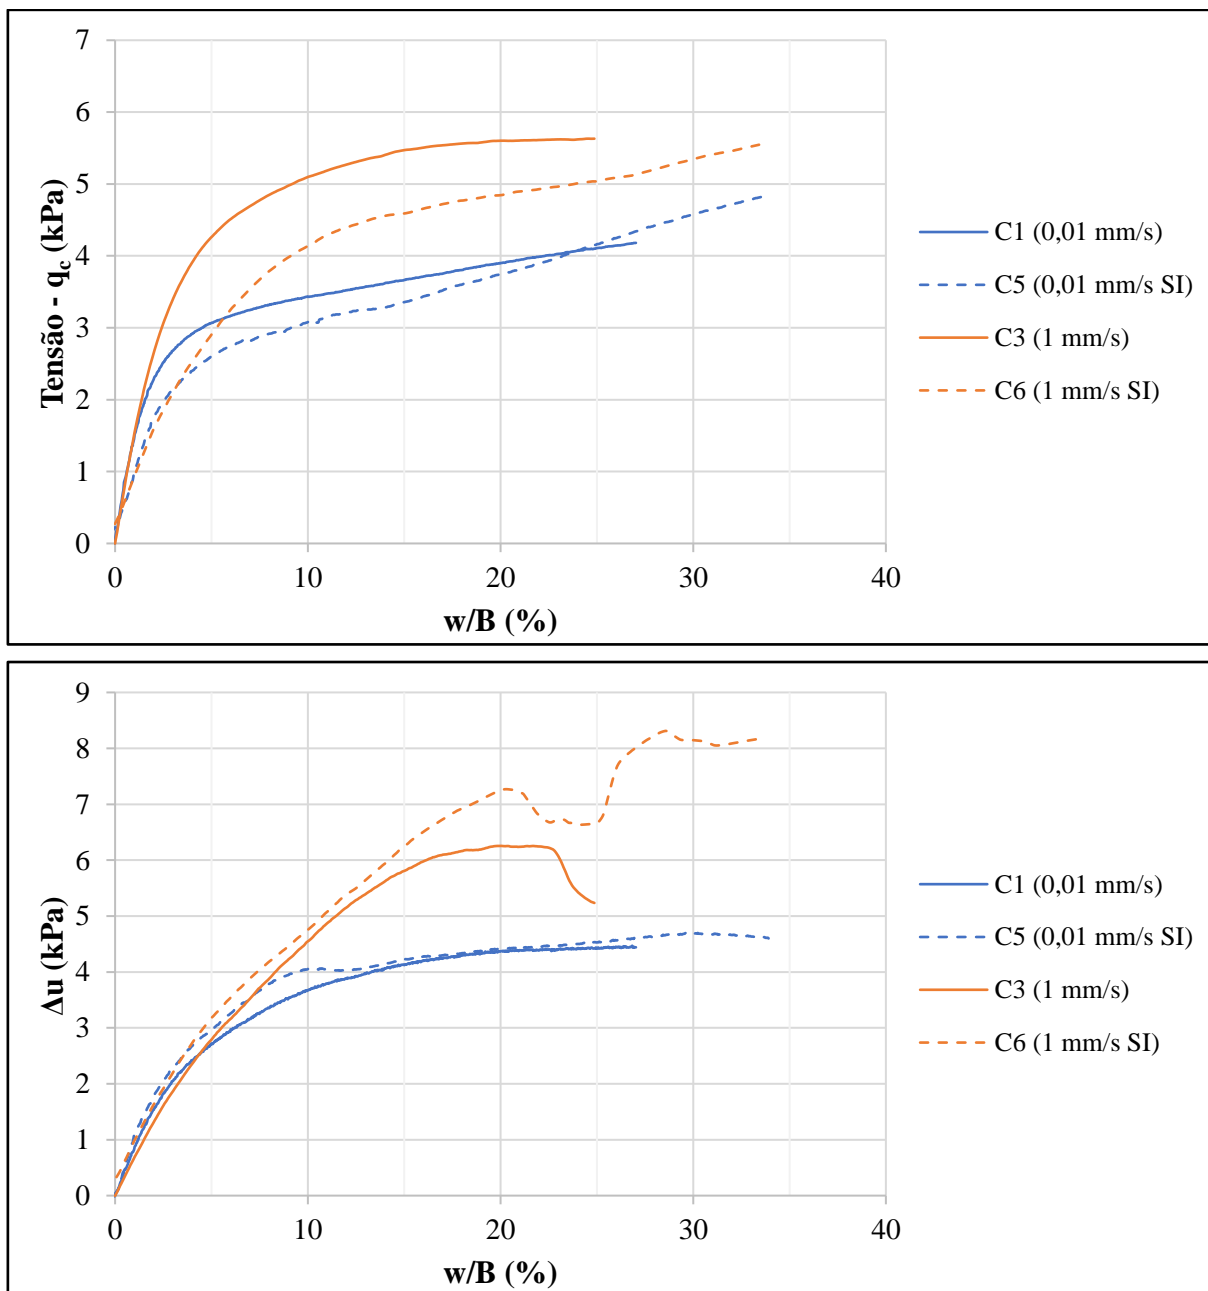 7
6
5
4
3
2
1
0
Tensão - qc (kPa)
0 10 20 30 40
w/B (%)
C1 (0,01 mm/s)
C5 (0,01 mm/s SI)
C3 (1 mm/s)
C6 (1 mm/s SI)
9
8
7
6
5
4
3
2
1
0
Δu (kPa)
0 10 20 30 40
w/B (%)
C1 (0,01 mm/s)
C5 (0,01 mm/s SI)
C3 (1 mm/s)
C6 (1 mm/s SI)